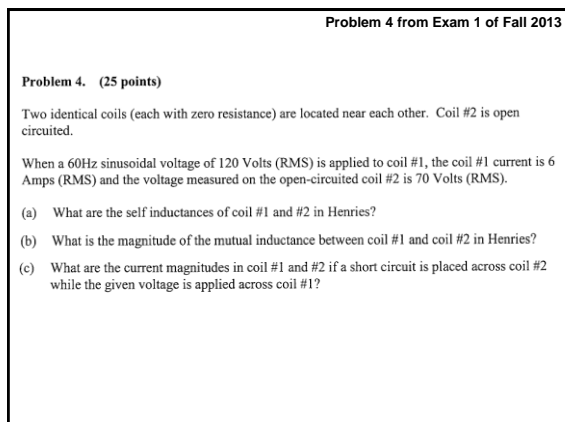 Problem 4 from Exam 1 of Fall 2013
Problem 4. (25 points)
Two identical coils (each with zero resistance) are located near each other. Coil #2 is open
circuited.
When a 60Hz sinusoidal voltage of 120 Volts (RMS) is applied to coil #1, the coil #1 current is 6
Amps (RMS) and the voltage measured on the open-circuited coil #2 is 70 Volts (RMS).
(a) What are the self inductances of coil #1 and #2 in Henries?
(b) What is the magnitude of the mutual inductance between coil #1 and coil #2 in Henries?
(c) What are the current magnitudes in coil #1 and #2 if a short circuit is placed across coil #2
while the given voltage is applied across coil #1?